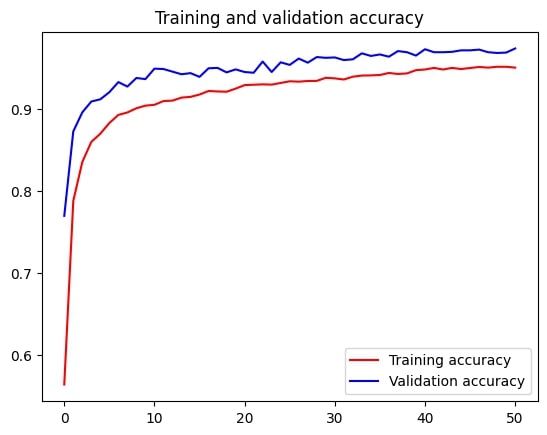 Training and validation accuracy
0.9
0.8
0.7
0.6
Training accuracy
Validation accuracy
0 10 20 30 40 50